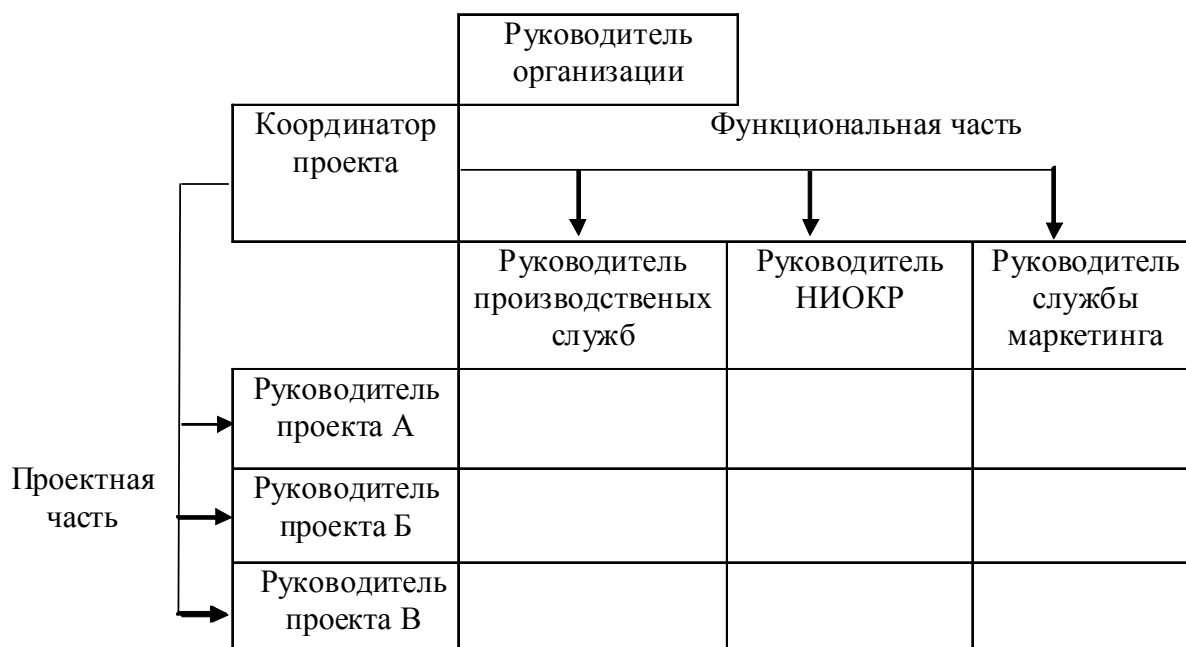 Руководитель
организации
Координатор
проекта
Функциональная часть
Руководитель
производственых
служб
Руководитель
НИОКР
Руководитель
службы
маркетинга
Руководитель
проекта А
Проектная
часть
Руководитель
проекта Б
Руководитель
проекта В